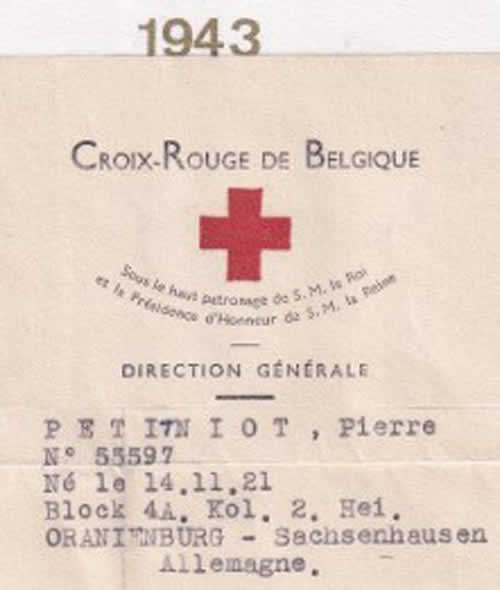 1943
CROIX-ROUGE DE BELGIQUE
Sous le haut patronage de S. M. le Roi
et la Présidence d'Honneur de S. M. la Reine
DIRECTION GÉNÉRALE
PETITNIOT, Pierre
N° 55597
Né le 14.11.21
Block 4A. Kol. 2. Hei.
ORANIENBURG - Sachsenhausen
Allemagne.